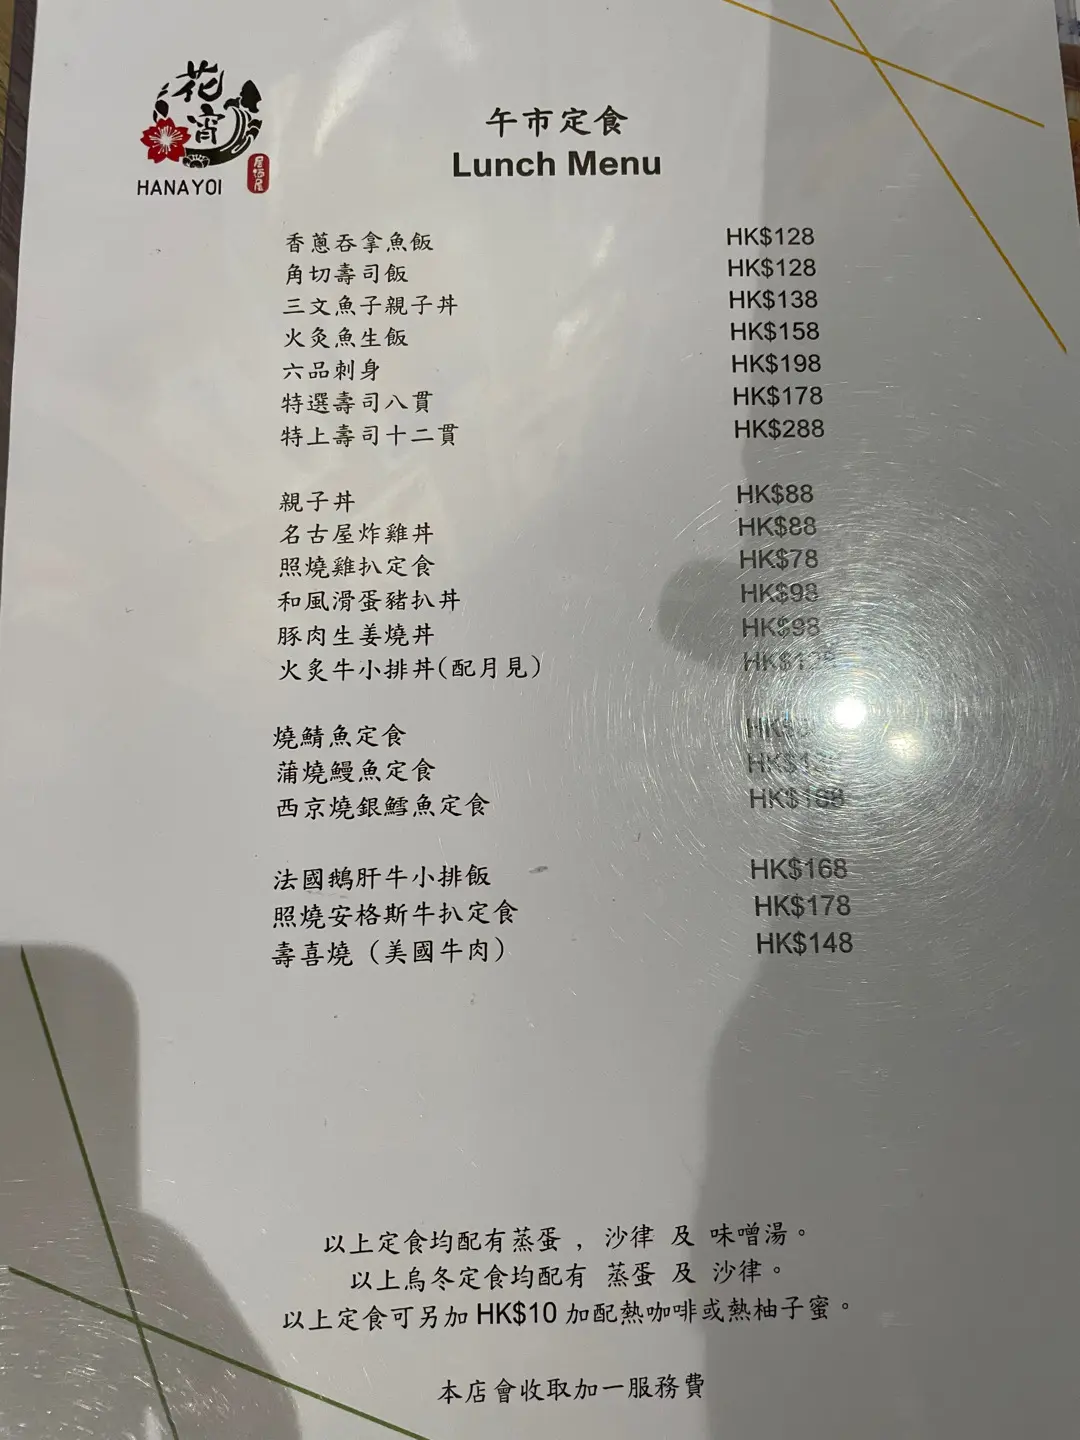 花宵
HANAYOI
居酒屋
午市定食
Lunch Menu
香蔥吞拿魚飯 HK$128
角切壽司飯 HK$128
三文魚子親子丼 HK$138
火灸魚生飯 HK$158
六品刺身 HK$198
特選壽司八貫 HK$178
特上壽司十二貫 HK$288
親子丼 HK$88
名古屋炸雞丼 HK$88
照燒雞扒定食 HK$78
和風滑蛋豬扒丼 HK$98
豚肉生姜燒丼 HK$98
火炙牛小排丼(配月見)
燒鯖魚定食
蒲燒鰻魚定食
西京燒銀鱈魚定食
法國鵝肝牛小排飯 HK$168
照燒安格斯牛扒定食 HK$178
壽喜燒（美國牛肉） HK$148
以上定食均配有蒸蛋，沙律 及 味噌湯。
以上烏冬定食均配有 蒸蛋 及 沙律。
以上定食可另加 HK$10 加配熱咖啡或熱柚子蜜。
本店會收取加一服務費